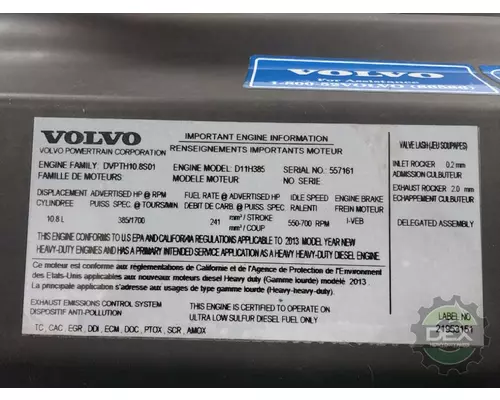 VOLVO
For Assistance
1-800-52VOLVO (88586)
VOLVO
VOLVO POWERTRAIN CORPORATION
IMPORTANT ENGINE INFORMATION
RENSEIGNEMENTS IMPORTANTS MOTEUR
ENGINE FAMILY DVPTH10.8S01 ENGINE MODEL: D11H385 SERIAL NO: 557161
FAMILLE DE MOTEURS MODELE MOTEUR NO SERIE
DISPLACEMENT ADVERTISED HP @ RPM FUEL RATE @ ADVERTISED HP IDLE SPEED ENGINE BRAKE
CYLINDREE PUISS. SPEC @ TOURS/MIN DEBIT DE CARB. @ PUISS. SPEC RALENTI FREIN MOTEUR
10.8 L 385/1700 241 mm³ / STROKE 550-700 RPM I-VEB
mm³ / COUP
THIS ENGINE CONFORMS TO U.S EPA AND CALIFORNIA REGULATIONS APPLICABLE TO 2013 MODEL YEAR NEW
HEAVY-DUTY ENGINES AND HAS A PRIMARY INTENDED SERVICE APPLICATION AS A HEAVY HEAVY DIESEL ENGINE.
Ce moteur est conforme aux réglementations de Californie et de l'Agence de Protection de l'Environnement
des Etats-Unis applicables aux nouveaux moteurs diesel Heavy duty (Gamme lourde) modèle 2013 .
La principale application sera aux usages de type gamme lourde (Heavy-heavy-duty).
EXHAUST EMISSIONS CONTROL SYSTEM
DISPOSITIF ANTI-POLLUTION
THIS ENGINE IS CERTIFIED TO OPERATE ON
ULTRA LOW SULFUR DIESEL FUEL ONLY
TC , CAC, EGR , DDI , ECM , DOC , PTOX , SCR , AMOX
VALVE LASH (JEU SOUPAPES)
INLET ROCKER 0.2 mm
ADMISSION CULBUTEUR
EXHAUST ROCKER 2.0 mm
ECHAPPEMENT CULBUTEUR
DELEGATED ASSEMBLY
LABEL NO
21953151
DEX